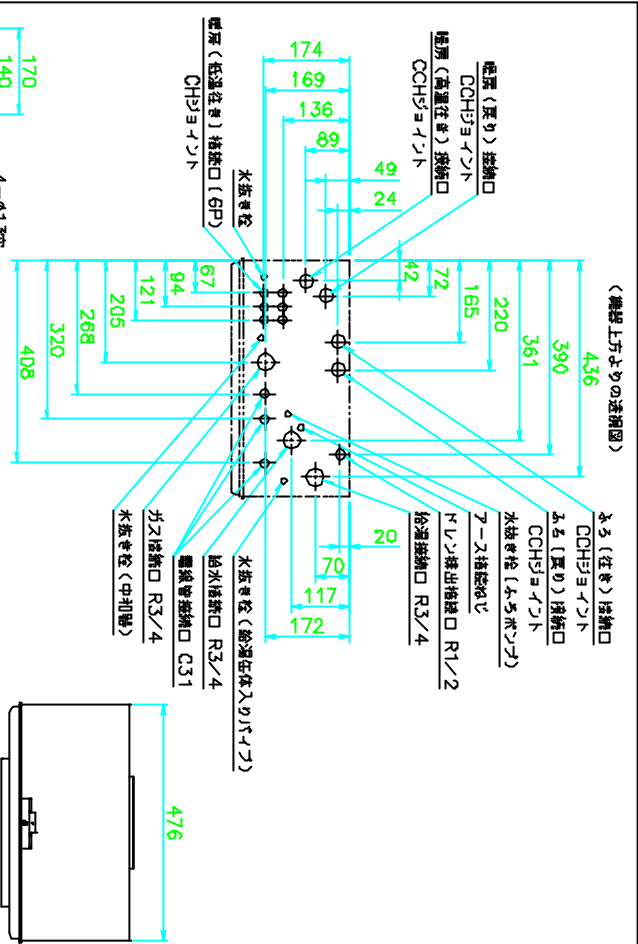 (機器上方よりの透視図)
暖房(戻り)接続口
CCHジョイント
暖房(高温往き)接続口
CCHジョイント
水抜き栓
暖房(低温往き)接続口(6P)
CHジョイント
174
169
136
89
49
24
42
72
165
220
361
390
436
67
94
121
205
268
320
408
20
70
117
172
ふろ(往き)接続口
CCHジョイント
ふろ(戻り)接続口
CCHジョイント
水抜き栓(ふろポンプ)
アース接続ねじ
ドレン排出接続口 R1/2
給湯接続口 R3/4
水抜き栓(給湯缶体入りパイプ)
給水接続口 R3/4
電線管接続口 C31
ガス接続口 R3/4
水抜き栓(中和器)
170
140
476